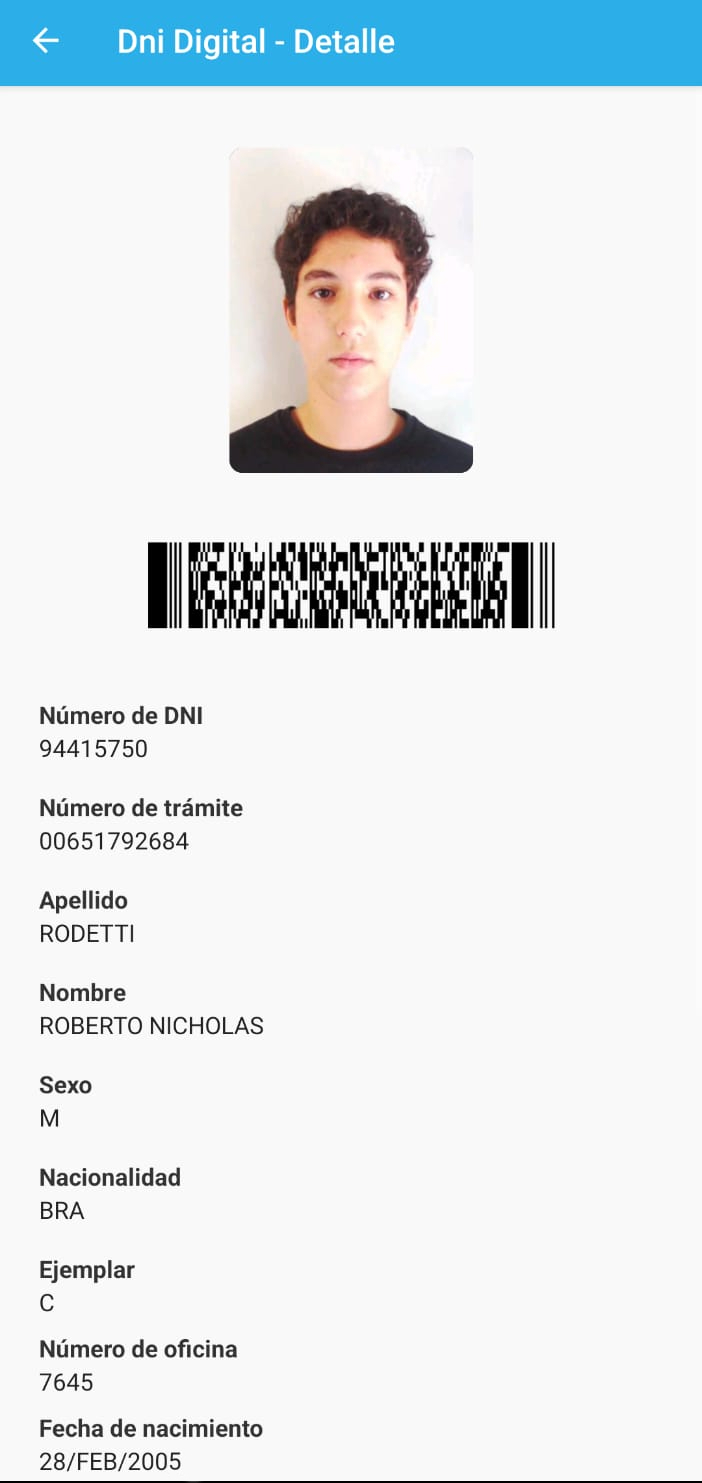 Dni Digital - Detalle
Número de DNI
94415750
Número de trámite
00651792684
Apellido
RODETTI
Nombre
ROBERTO NICHOLAS
Sexo
M
Nacionalidad
BRA
Ejemplar
C
Número de oficina
7645
Fecha de nacimiento
28/FEB/2005